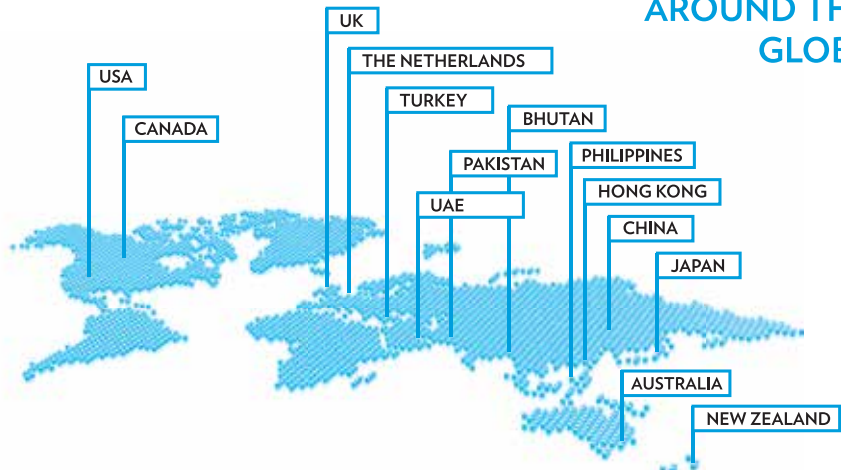 AROUND TH
GLOB
UK
THE NETHERLANDS
USA
TURKEY
CANADA
BHUTAN
PAKISTAN
PHILIPPINES
HONG KONG
UAE
CHINA
JAPAN
AUSTRALIA
NEW ZEALAND